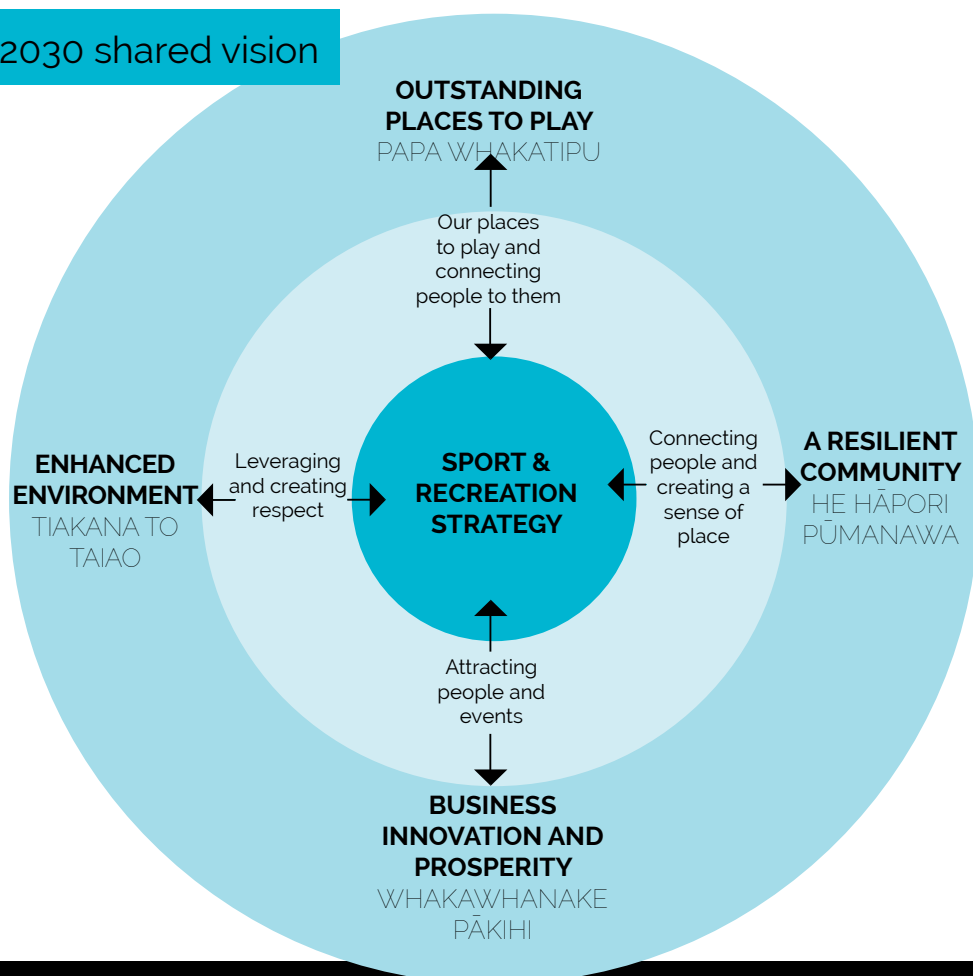 2030 shared vision
OUTSTANDING
PLACES TO PLAY
PAPA WHAKATIPU
Our places
to play and
connecting
people to them
ENHANCED
ENVIRONMENT
TIAKANA TO
TAIAO
Leveraging
and creating
respect
SPORT &
RECREATION
STRATEGY
Connecting
people and
creating a
sense of
place
A RESILIENT
COMMUNITY
HE HĀPORI
PŪMANAWA
Attracting
people and
events
BUSINESS
INNOVATION AND
PROSPERITY
WHAKAWHANAKE
PĀKIHI